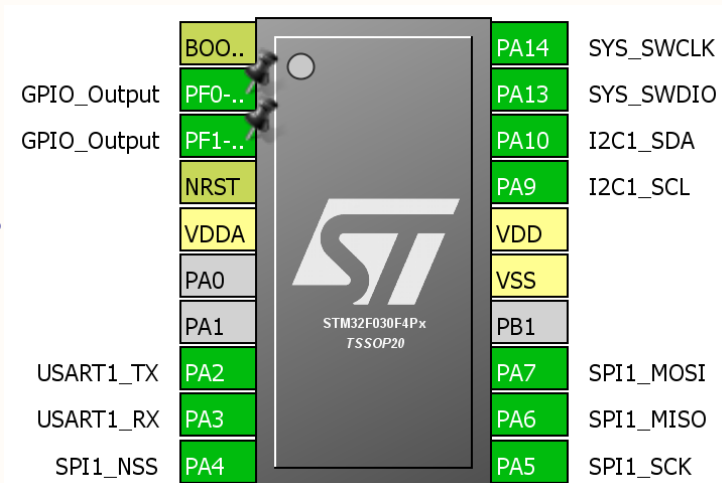 BOO.. PA14 SYS_SWCLK
GPIO_Output PF0-.. PA13 SYS_SWDIO
GPIO_Output PF1-.. PA10 I2C1_SDA
NRST PA9 I2C1_SCL
VDDA VDD
PA0 VSS
STM32F030F4Px
PA1 PB1
TSSOP20
USART1_TX PA2 PA7 SPI1_MOSI
USART1_RX PA3 PA6 SPI1_MISO
SPI1_NSS PA4 PA5 SPI1_SCK